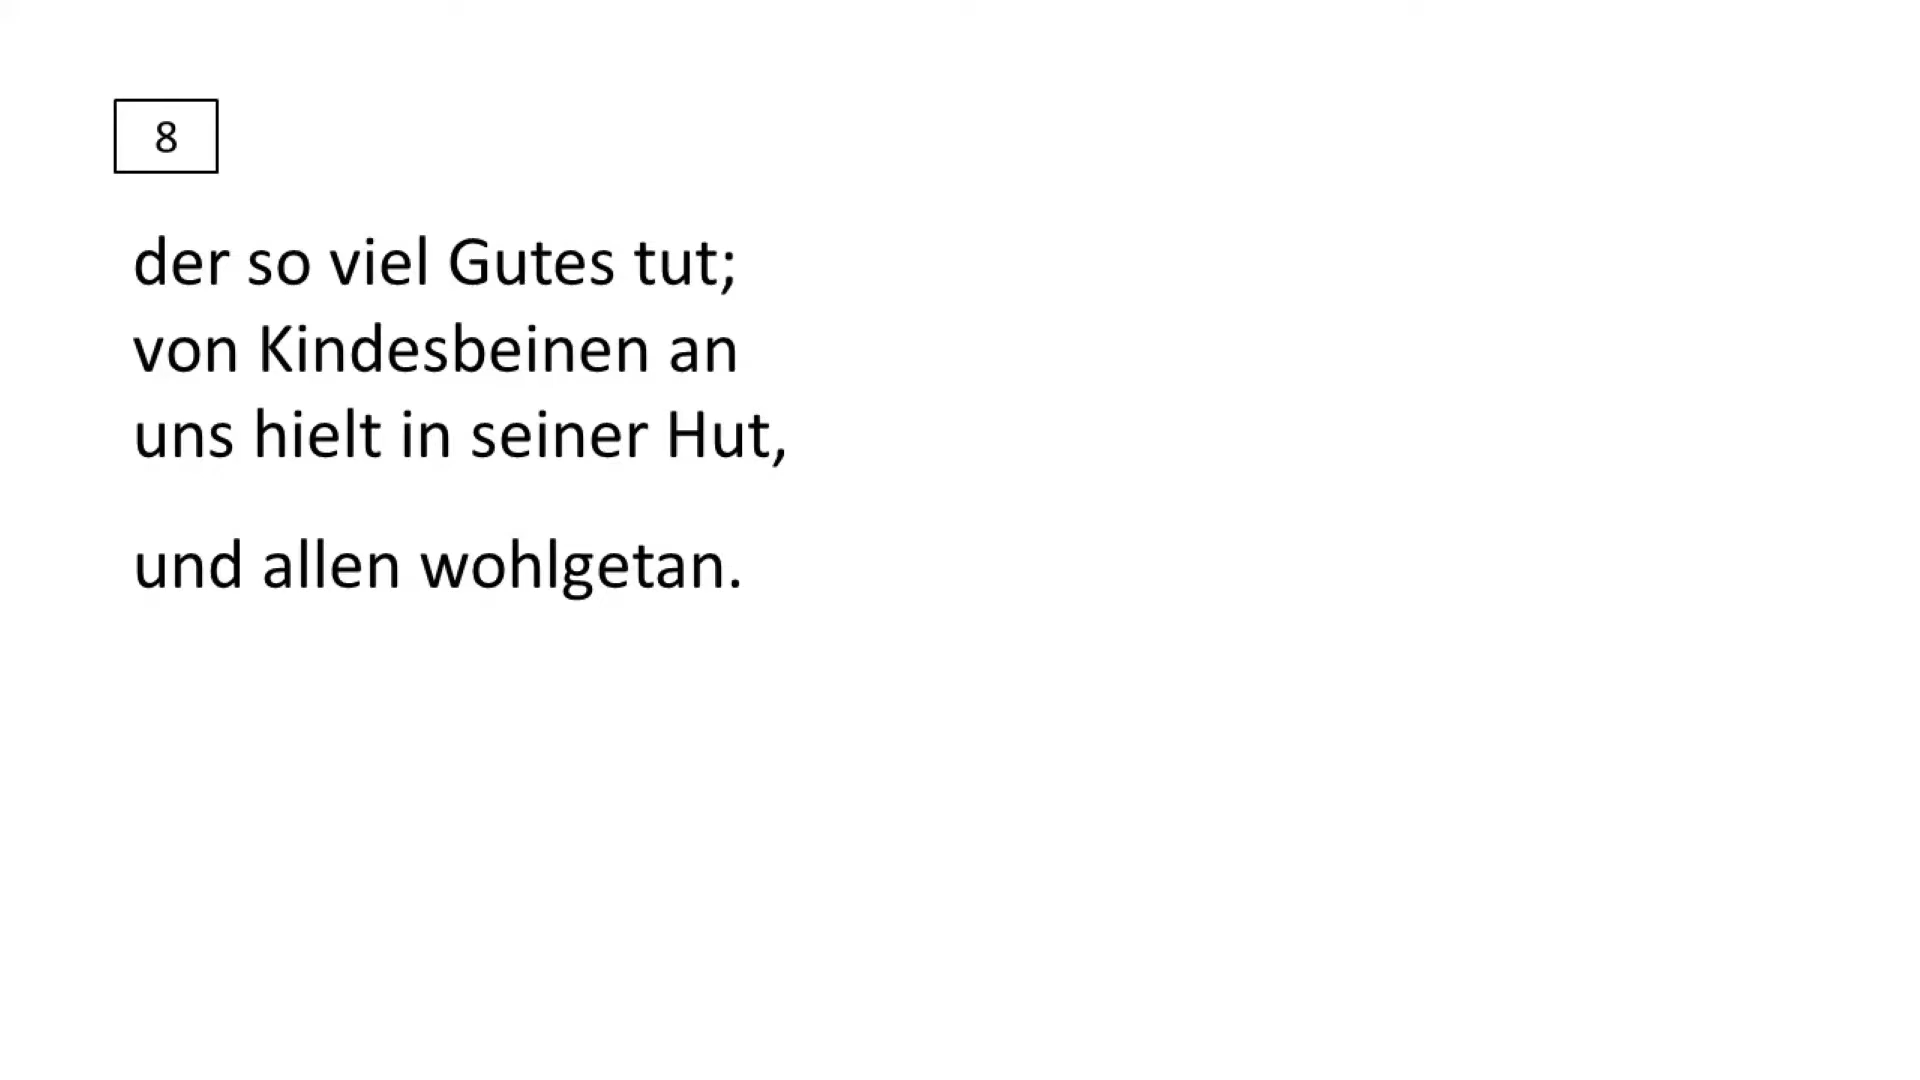 8
der so viel Gutes tut;
von Kindesbeinen an
uns hielt in seiner Hut,
und allen wohlgetan.